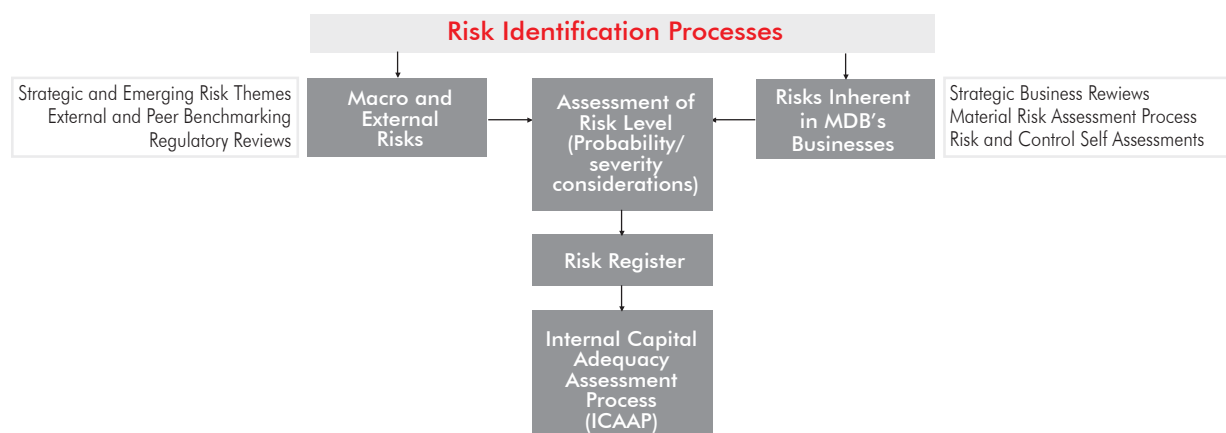 Risk Identification Processes
Strategic and Emerging Risk Themes
External and Peer Benchmarking
Regulatory Reviews
Macro and
External
Risks
Assessment of
Risk Level
(Probability/
severity
considerations)
Risks Inherent
in MDB's
Businesses
Strategic Business Rewiews
Material Risk Assessment Process
Risk and Control Self Assessments
Risk Register
Internal Capital
Adequacy
Assessment
Process
(ICAAP)